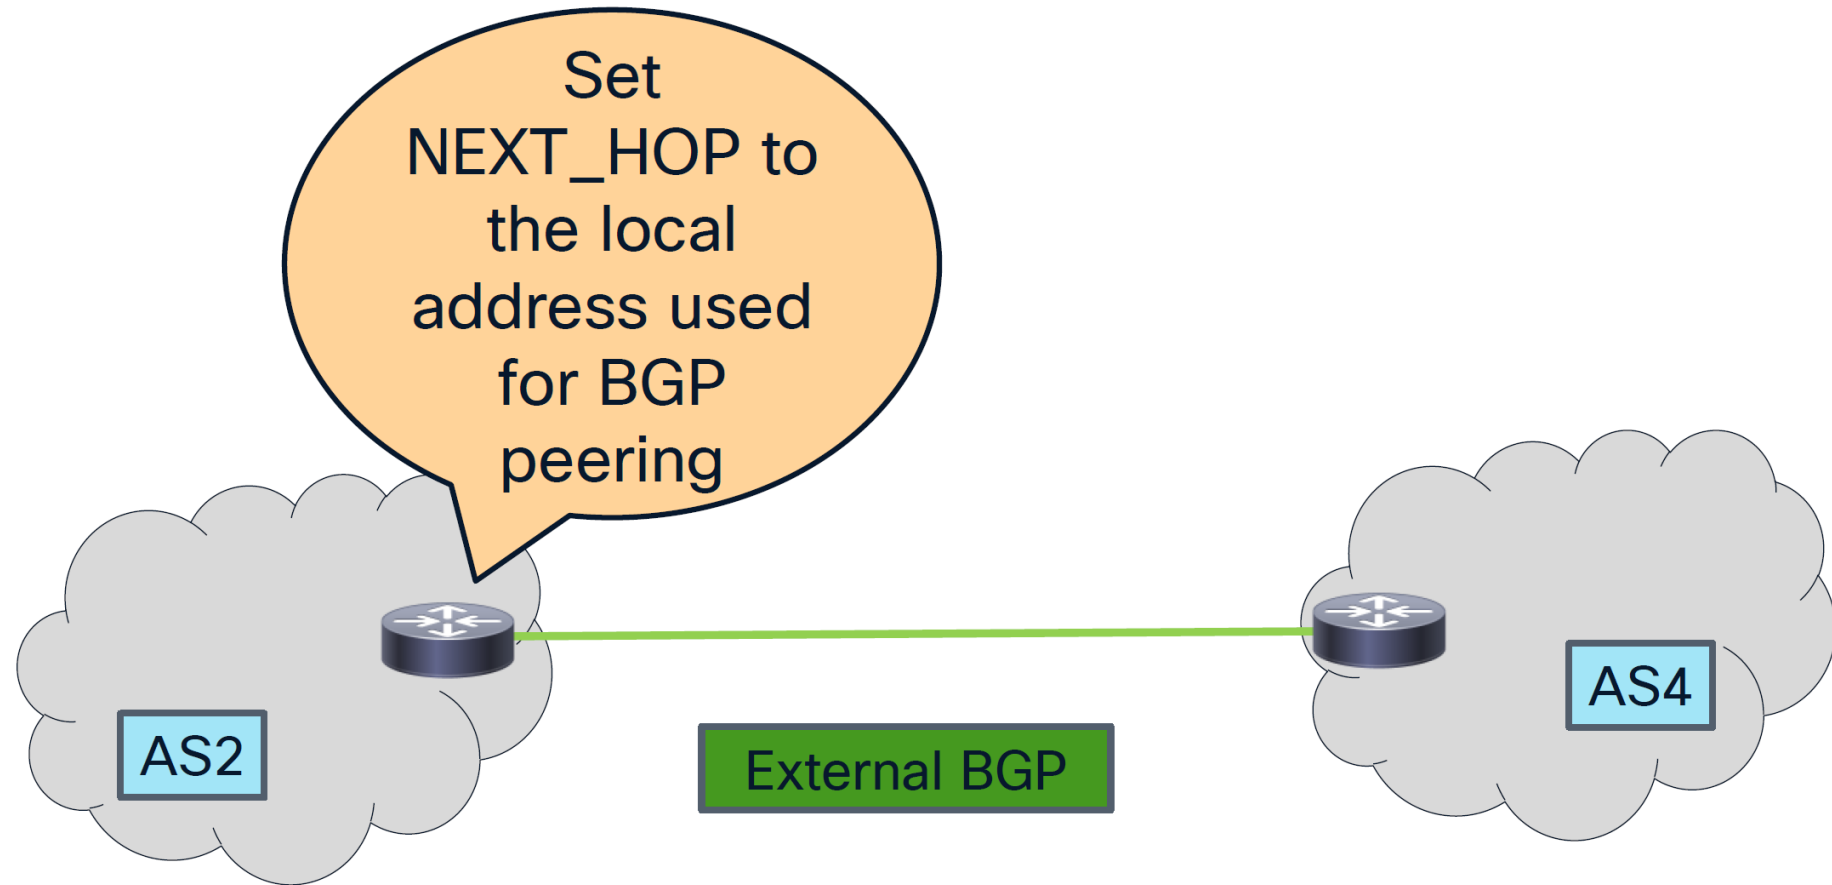 Set
NEXT_HOP to
the local
address used
for BGP
peering
AS4
AS2
External BGP